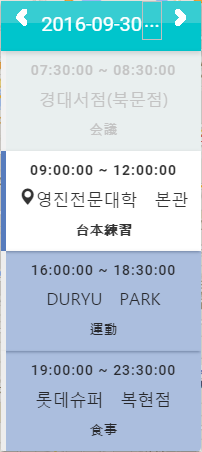 2016-09-30...
07:30:00 ~ 08:30:00
경대서점(북문점)
会議
09:00:00 ~ 12:00:00
영진전문대학 본관
台本練習
16:00:00 ~ 18:30:00
DURYU PARK
運動
19:00:00 ~ 23:30:00
롯데슈퍼 복현점
食事